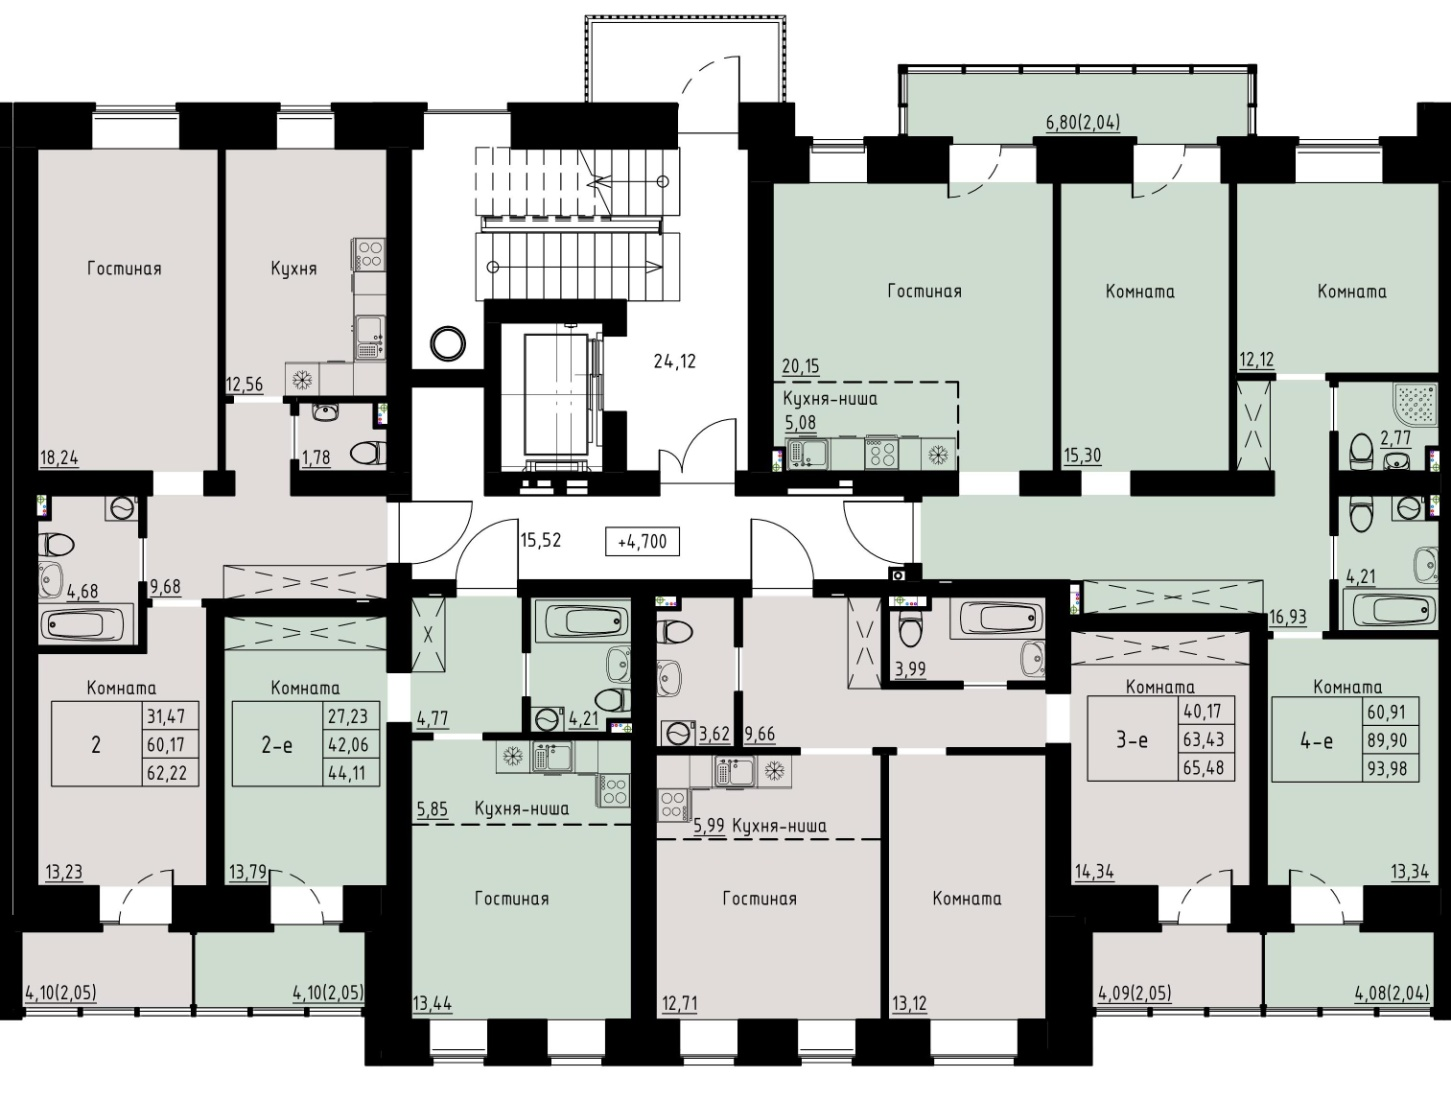 6,80(2,04)
Гостиная
Кухня
Гостиная
Комната
Комната
24,12
20,15
12,12
12,56
Кухня-ниша
5,08
18,24
1,78
15,30
2,77
15,52
+4,700
4,68
9,68
4,21
16,93
3,99
Комната
2
31,47
60,17
62,22
13,23
Комната
2-е
27,23
42,06
44,11
13,79
4,77
4,21
3,62
9,66
Комната
3-е
40,17
63,43
65,48
14,34
Комната
4-е
60,91
89,90
93,98
13,34
5,85
Кухня-ниша
5,99 Кухня-ниша
Гостиная
Гостиная
Комната
4,10(2,05)
4,10(2,05)
13,44
12,71
13,12
4,09(2,05)
4,08(2,04)